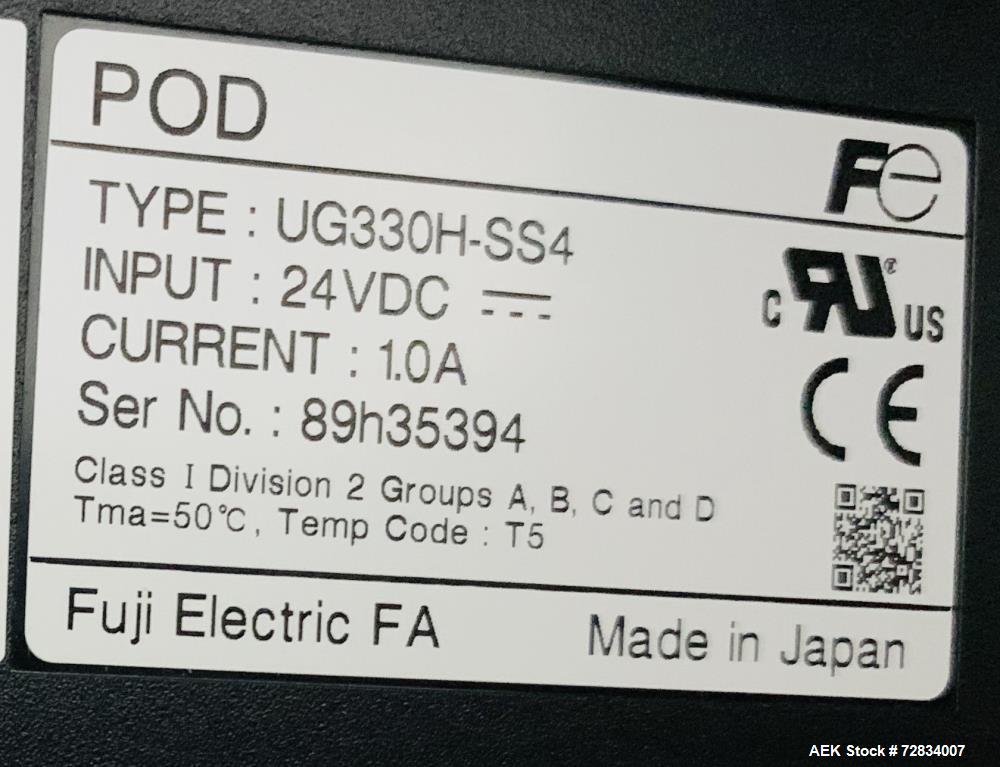 POD
Fe
TYPE : UG330H-SS4
INPUT : 24VDC ⎓
CURRENT : 1.0A
Ser No. : 89h35394
Class I Division 2 Groups A, B, C and D
Tma=50℃, Temp Code : T5
C RU ® US
CE
Fuji Electric FA
Made in Japan
AEK Stock # 72834007